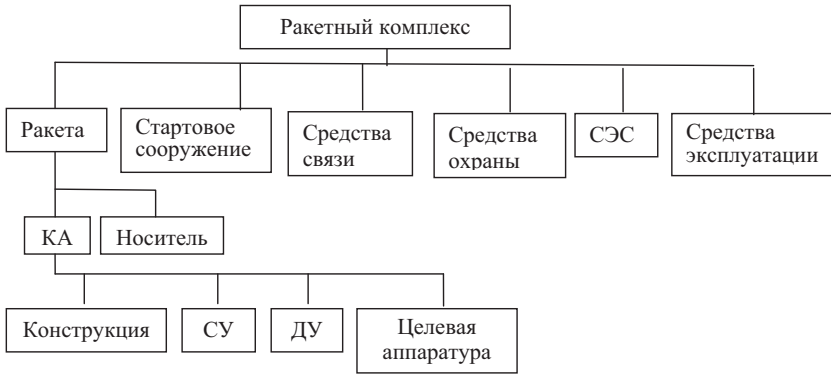 Ракетный комплекс
Ракета
Стартовое
сооружение
Средства
связи
Средства
охраны
СЭС
Средства
эксплуатации
КА
Носитель
Конструкция
СУ
ДУ
Целевая
аппаратура